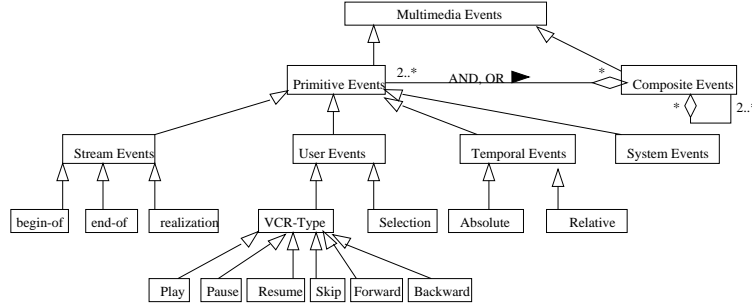 Multimedia Events
2..*
AND, OR
*
Primitive Events
Composite Events
*
2..*
Stream Events
User Events
Temporal Events
System Events
begin-of
end-of
realization
VCR-Type
Selection
Absolute
Relative
Play
Pause
Resume
Skip
Forward
Backward